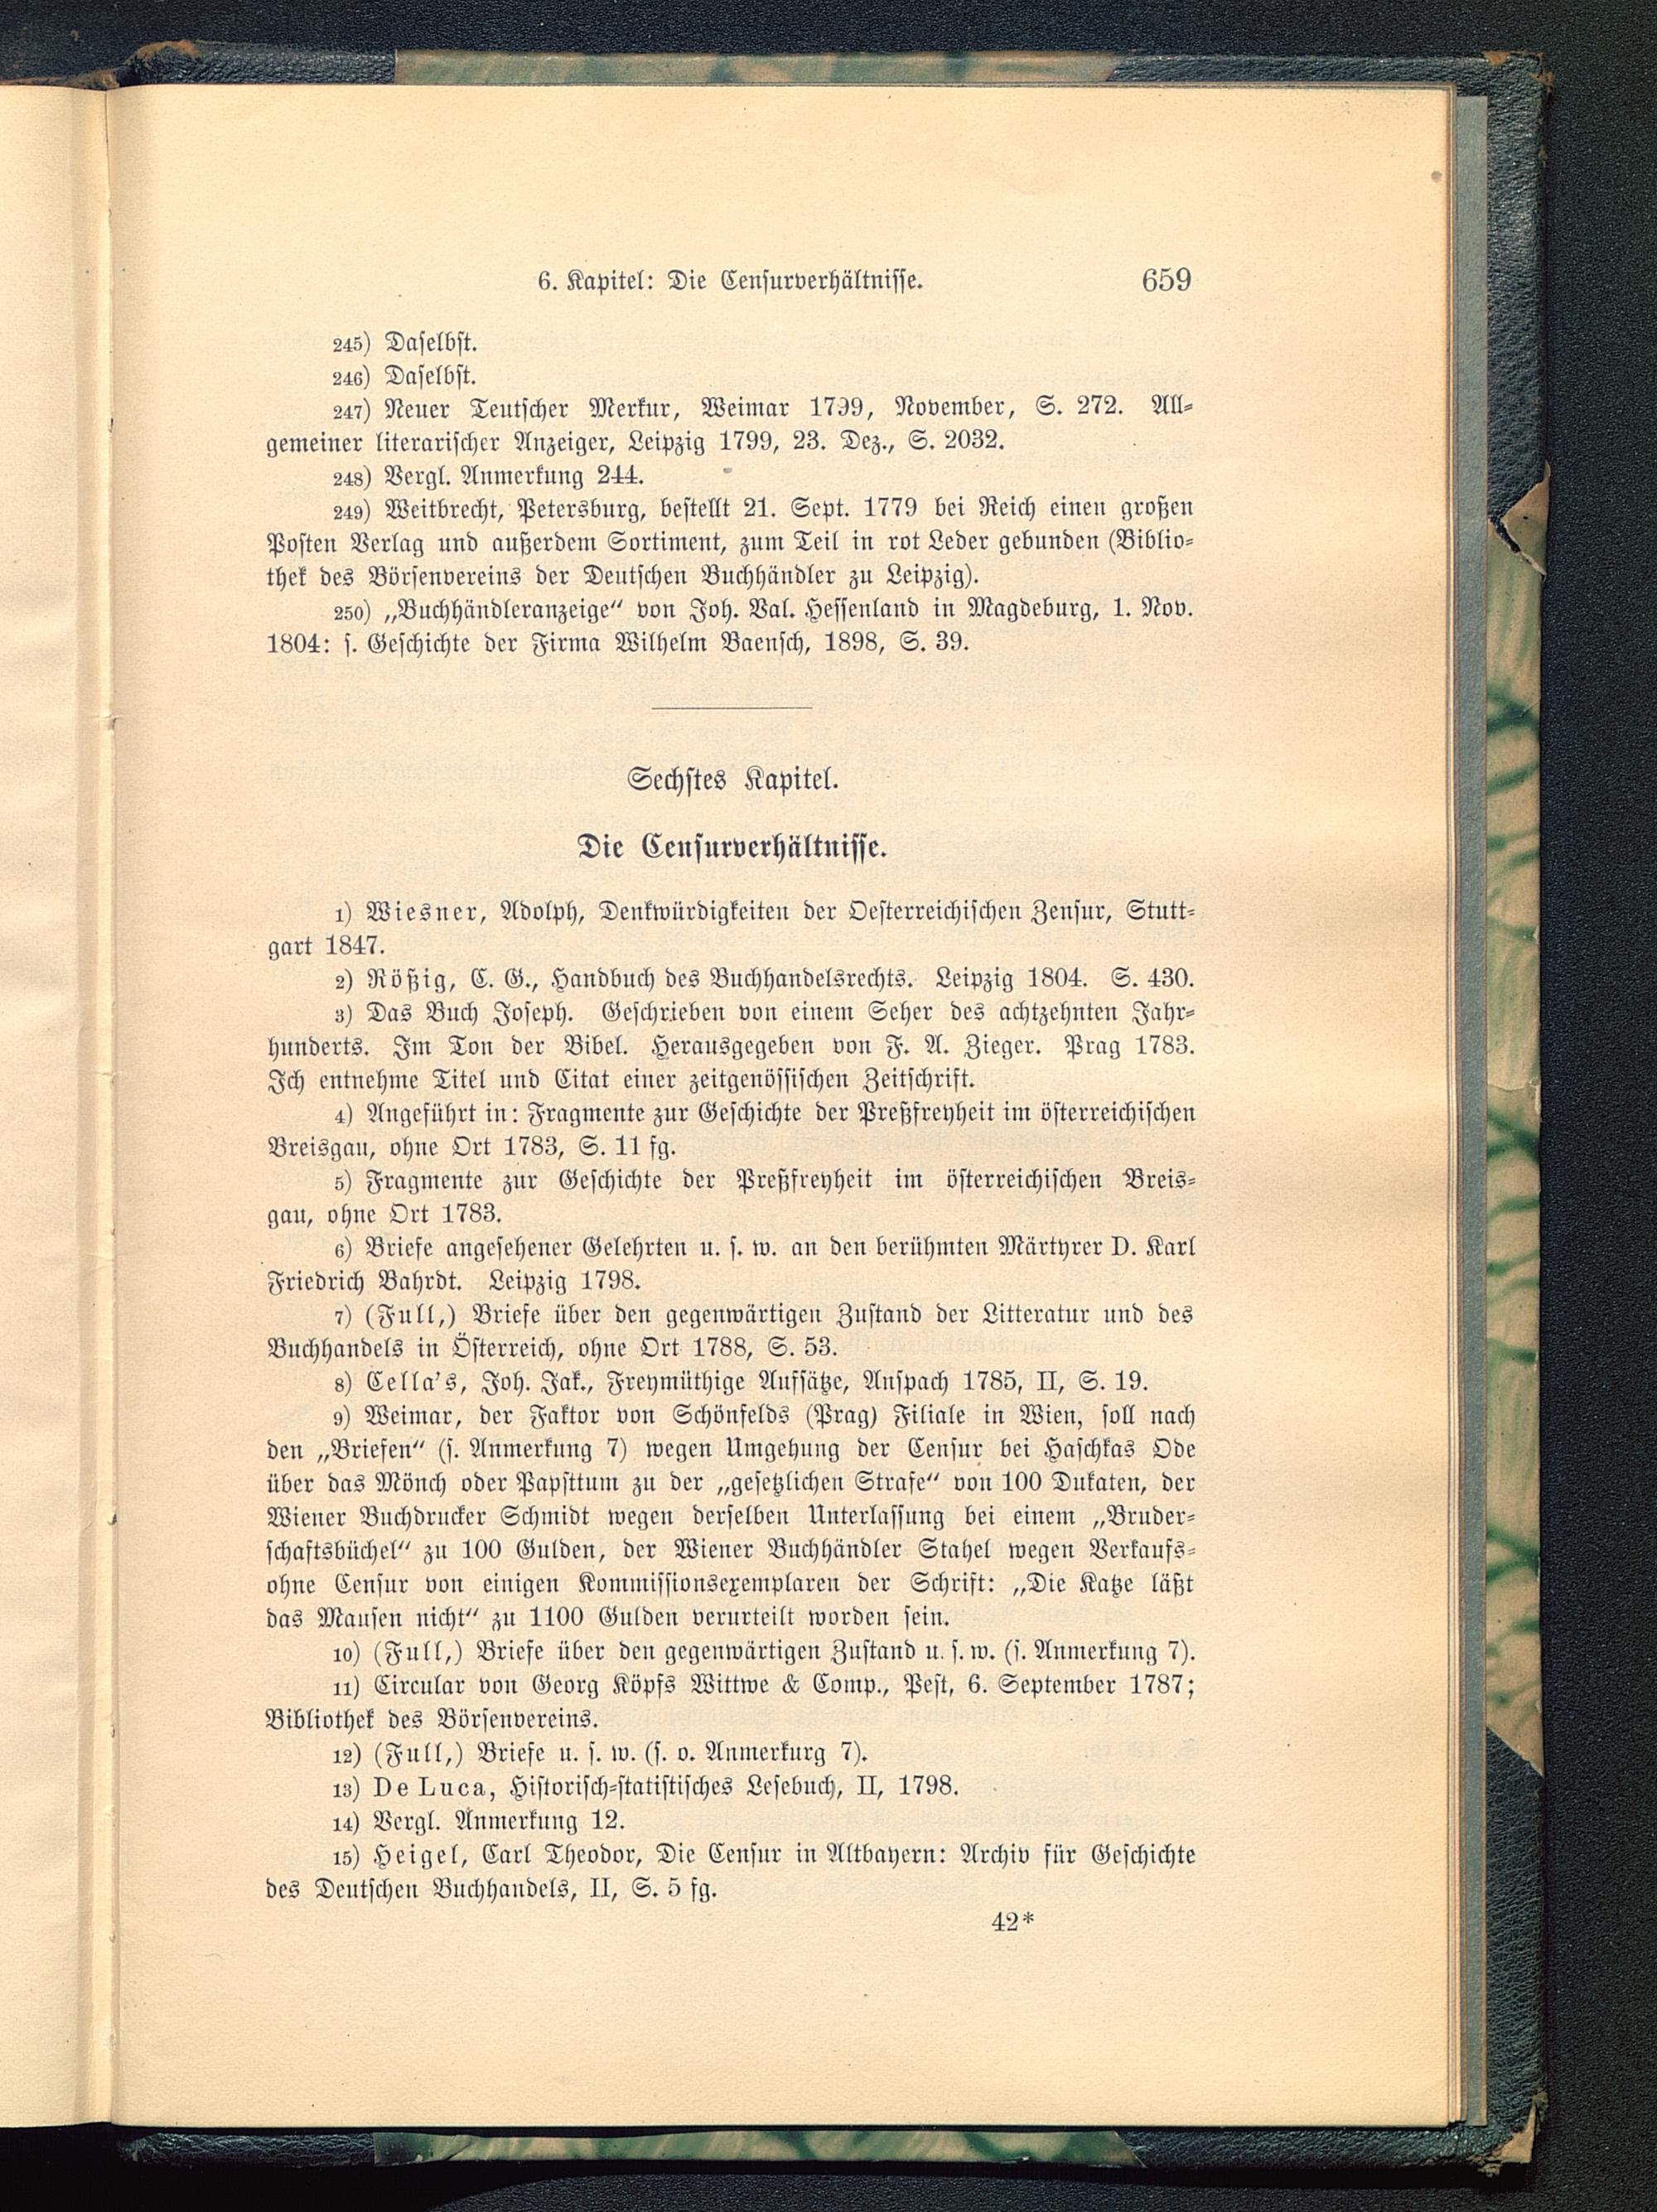 6. Kapitel: Die Censurverhältnisse. 659
245) Daselbst.
246) Daselbst.
247) Neuer Teutscher Merkur, Weimar 1799, November, S. 272. All-
gemeiner literarischer Anzeiger, Leipzig 1799, 23. Dez., S. 2032.
248) Vergl. Anmerkung 244.
249) Weitbrecht, Petersburg, bestellt 21. Sept. 1779 bei Reich einen großen
Posten Verlag und außerdem Sortiment, zum Teil in rot Leder gebunden (Biblio-
thek des Börsenvereins der Deutschen Buchhändler zu Leipzig).
250) „Buchhändleranzeige“ von Joh. Val. Hessenland in Magdeburg, 1. Nov.
1804: s. Geschichte der Firma Wilhelm Baensch, 1898, S. 39.
Sechstes Kapitel.
Die Censurverhältnisse.
1) Wiesner, Adolph, Denkwürdigkeiten der Oesterreichischen Zensur, Stutt-
gart 1847.
2) Rößig, C. G., Handbuch des Buchhandelsrechts. Leipzig 1804. S. 430.
3) Das Buch Joseph. Geschrieben von einem Seher des achtzehnten Jahr-
hunderts. Im Ton der Bibel. Herausgegeben von F. A. Zieger. Prag 1783.
Ich entnehme Titel und Citat einer zeitgenössischen Zeitschrift.
4) Angeführt in: Fragmente zur Geschichte der Preßfreyheit im österreichischen
Breisgau, ohne Ort 1783, S. 11 fg.
5) Fragmente zur Geschichte der Preßfreyheit im österreichischen Breis-
gau, ohne Ort 1783.
6) Briefe angesehener Gelehrten u. s. w. an den berühmten Märtyrer D. Karl
Friedrich Bahrdt. Leipzig 1798.
7) (Full,) Briefe über den gegenwärtigen Zustand der Litteratur und des
Buchhandels in Österreich, ohne Ort 1788, S. 53.
8) Cella's, Joh. Jak., Freymüthige Aufsätze, Anspach 1785, II, S. 19.
9) Weimar, der Faktor von Schönfelds (Prag) Filiale in Wien, soll nach
den „Briefen“ (s. Anmerkung 7) wegen Umgehung der Censur bei Haschkas Ode
über das Mönch oder Papsttum zu der „gesetzlichen Strafe“ von 100 Dukaten, der
Wiener Buchdrucker Schmidt wegen derselben Unterlassung bei einem „Bruder-
schaftsbüchel“ zu 100 Gulden, der Wiener Buchhändler Stahel wegen Verkaufs-
ohne Censur von einigen Kommissionsexemplaren der Schrift: „Die Katze läßt
das Mausen nicht“ zu 1100 Gulden verurteilt worden sein.
10) (Full,) Briefe über den gegenwärtigen Zustand u. s. w. (s. Anmerkung 7).
11) Circular von Georg Köpfs Wittwe & Comp., Pest, 6. September 1787;
Bibliothek des Börsenvereins.
12) (Full,) Briefe u. s. w. (s. o. Anmerkurg 7).
13) De Luca, Historisch-statistisches Lesebuch, II, 1798.
14) Vergl. Anmerkung 12.
15) Heigel, Carl Theodor, Die Censur in Altbayern: Archiv für Geschichte
des Deutschen Buchhandels, II, S. 5 fg.
42*